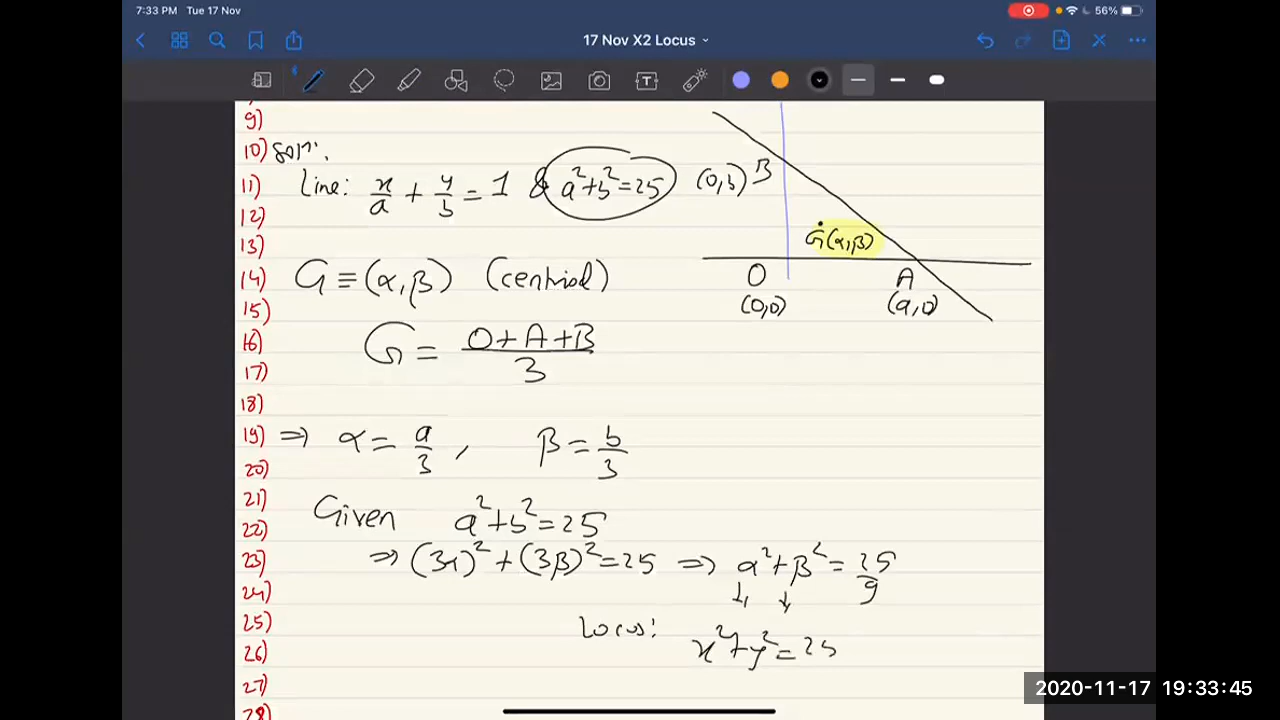 7:33 PM Tue 17 Nov
56%
17 Nov X2 Locus
T
9)
10) Soln:
11) Line: x/a + y/b = 1 & a²+b²=25
(0,b) B
12)
13)
G(α,β)
14) G ≡ (α,β) (centriod)
O
A
(0,0)
(a,0)
15)
16) G = (O+A+B)/3
17)
18)
19) ⇒ α = a/3, β = b/3
20)
21) Given a²+b²=25
22)
23) ⇒ (3α)²+(3β)²=25 ⇒ α²+β² = 25/9
24)
25) Locus:
26) x²+y²=25
27)
28)
2020-11-17 19:33:45